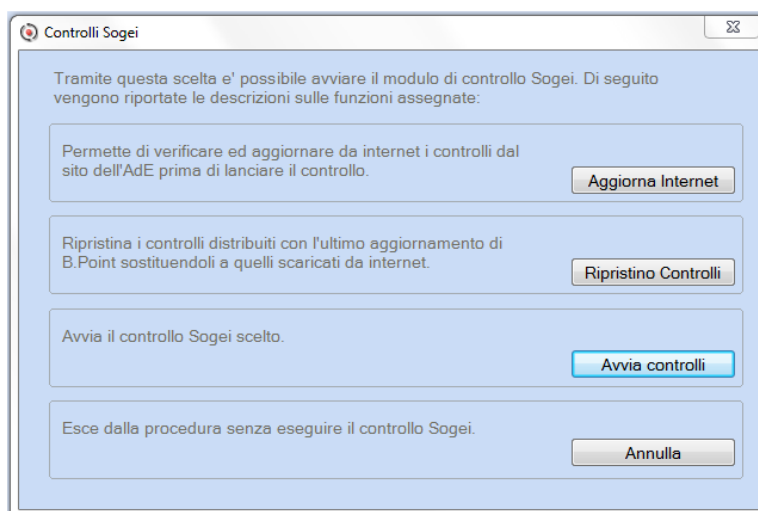 Controlli Sogei
Tramite questa scelta e' possibile avviare il modulo di controllo Sogei. Di seguito
vengono riportate le descrizioni sulle funzioni assegnate:
Permette di verificare ed aggiornare da internet i controlli dal
sito dell'AdE prima di lanciare il controllo.
Aggiorna Internet
Ripristina i controlli distribuiti con l'ultimo aggiornamento di
B.Point sostituendoli a quelli scaricati da internet.
Ripristino Controlli
Avvia il controllo Sogei scelto.
Avvia controlli
Esce dalla procedura senza eseguire il controllo Sogei.
Annulla